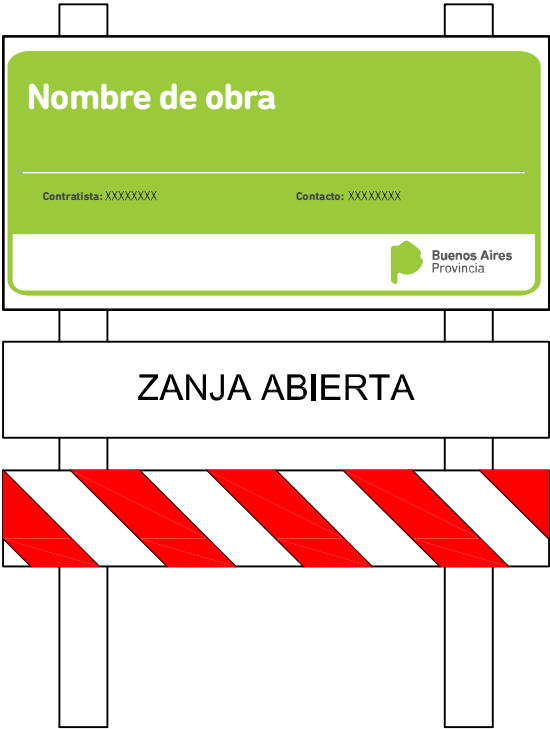 Nombre de obra
Contratista: XXXXXXXX Contacto: XXXXXXXX
Buenos Aires
Provincia
ZANJA ABIERTA